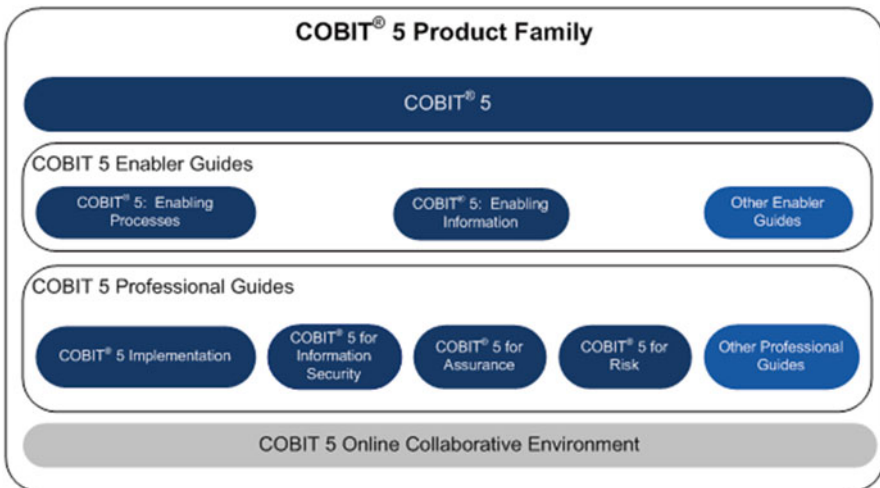 COBIT® 5 Product Family
COBIT® 5
COBIT 5 Enabler Guides
COBIT® 5: Enabling
Processes
COBIT® 5: Enabling
Information
Other Enabler
Guides
COBIT 5 Professional Guides
COBIT® 5 Implementation
COBIT® 5 for
Information
Security
COBIT® 5 for
Assurance
COBIT® 5 for
Risk
Other Professional
Guides
COBIT 5 Online Collaborative Environment